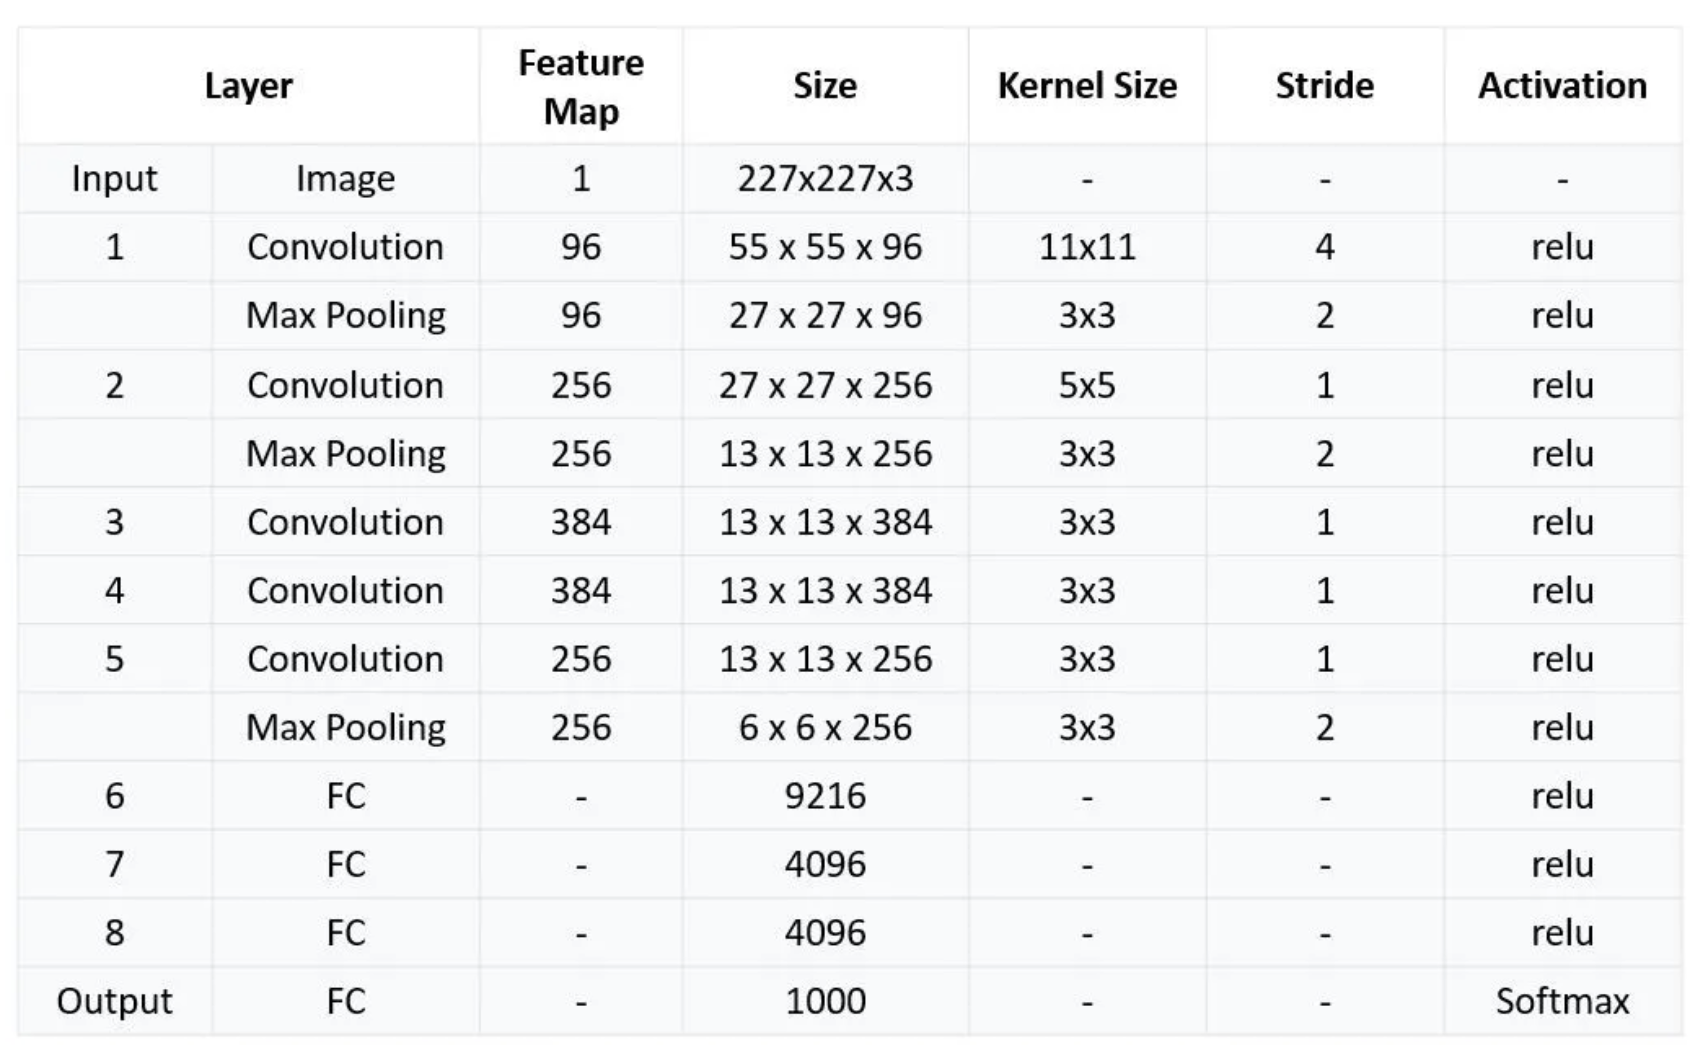 Layer Feature Map Size Kernel Size Stride Activation
Input Image 1 227x227x3 - - -
1 Convolution 96 55 x 55 x 96 11x11 4 relu
Max Pooling 96 27 x 27 x 96 3x3 2 relu
2 Convolution 256 27 x 27 x 256 5x5 1 relu
Max Pooling 256 13 x 13 x 256 3x3 2 relu
3 Convolution 384 13 x 13 x 384 3x3 1 relu
4 Convolution 384 13 x 13 x 384 3x3 1 relu
5 Convolution 256 13 x 13 x 256 3x3 1 relu
Max Pooling 256 6 x 6 x 256 3x3 2 relu
6 FC - 9216 - - relu
7 FC - 4096 - - relu
8 FC - 4096 - - relu
Output FC - 1000 - - Softmax